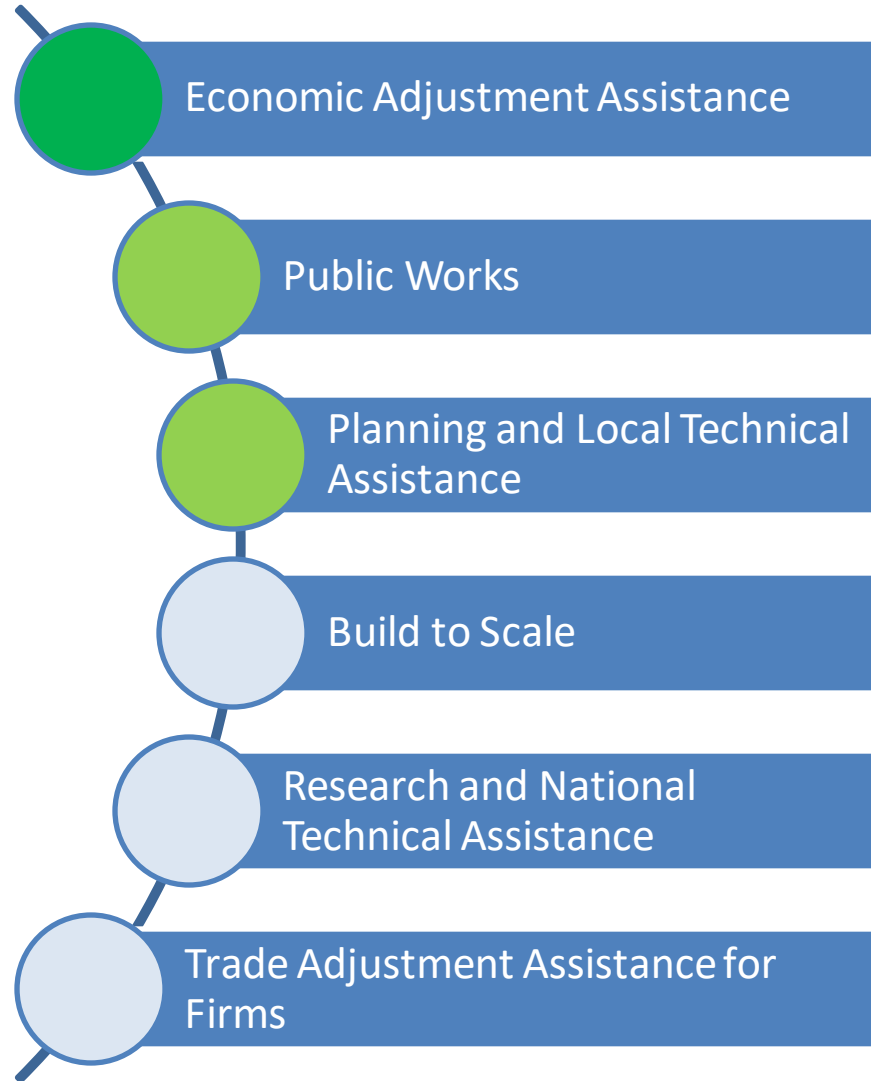 Economic Adjustment Assistance
Public Works
Planning and Local Technical
Assistance
Build to Scale
Research and National
Technical Assistance
Trade Adjustment Assistance for
Firms